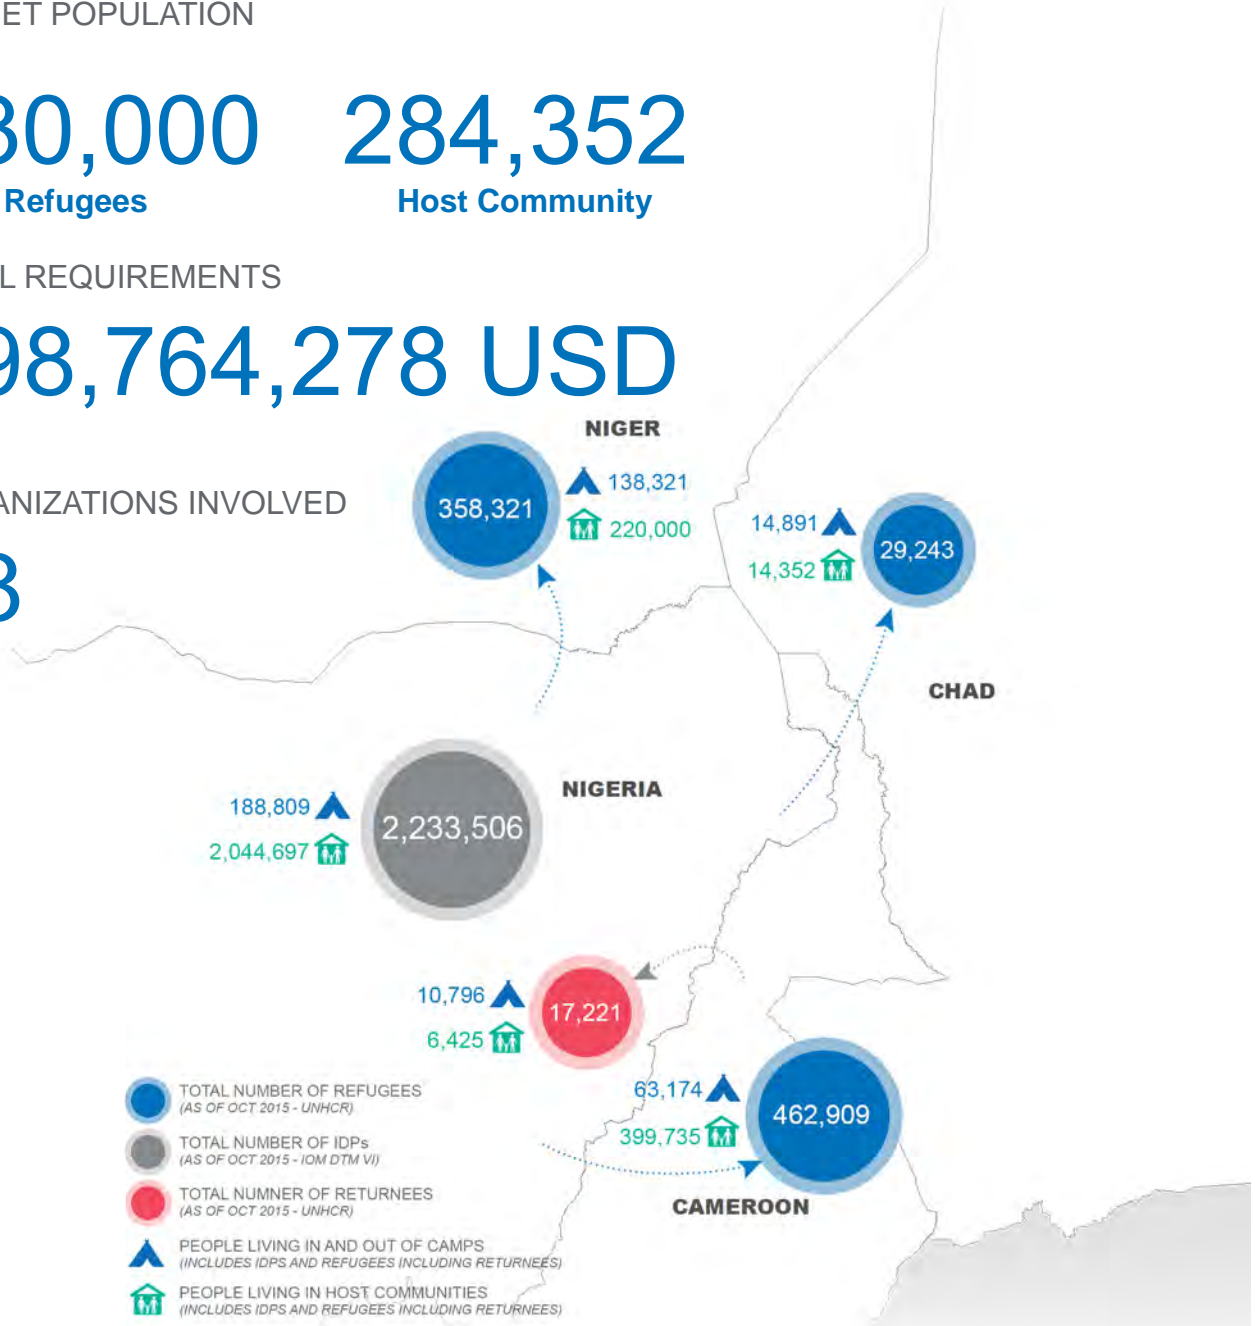 ET POPULATION
30,000 284,352
Refugees Host Community
L REQUIREMENTS
98,764,278 USD
ANIZATIONS INVOLVED
3
NIGER
358,321
138,321
220,000
14,891
14,352
29,243
CHAD
NIGERIA
188,809
2,044,697
2,233,506
10,796
6,425
17,221
63,174
399,735
462,909
CAMEROON
TOTAL NUMBER OF REFUGEES
(AS OF OCT 2015 - UNHCR)
TOTAL NUMBER OF IDPs
(AS OF OCT 2015 - IOM DTM VI)
TOTAL NUMNER OF RETURNEES
(AS OF OCT 2015 - UNHCR)
PEOPLE LIVING IN AND OUT OF CAMPS
(INCLUDES IDPS AND REFUGEES INCLUDING RETURNEES)
PEOPLE LIVING IN HOST COMMUNITIES
(INCLUDES IDPS AND REFUGEES INCLUDING RETURNEES)